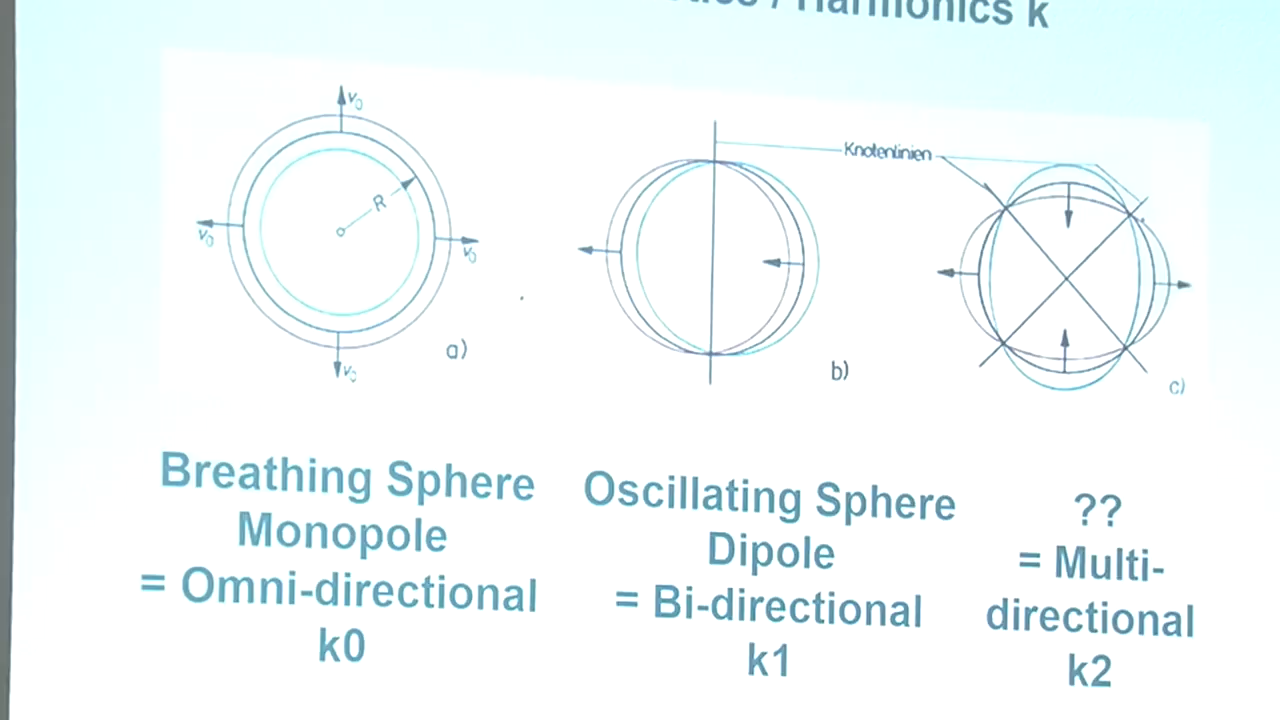 Harmonics k
v0
R
v0
v0
v0
a)
Knotenlinien
b)
c)
Breathing Sphere
Monopole
= Omni-directional
k0
Oscillating Sphere
Dipole
= Bi-directional
k1
??
= Multi-
directional
k2